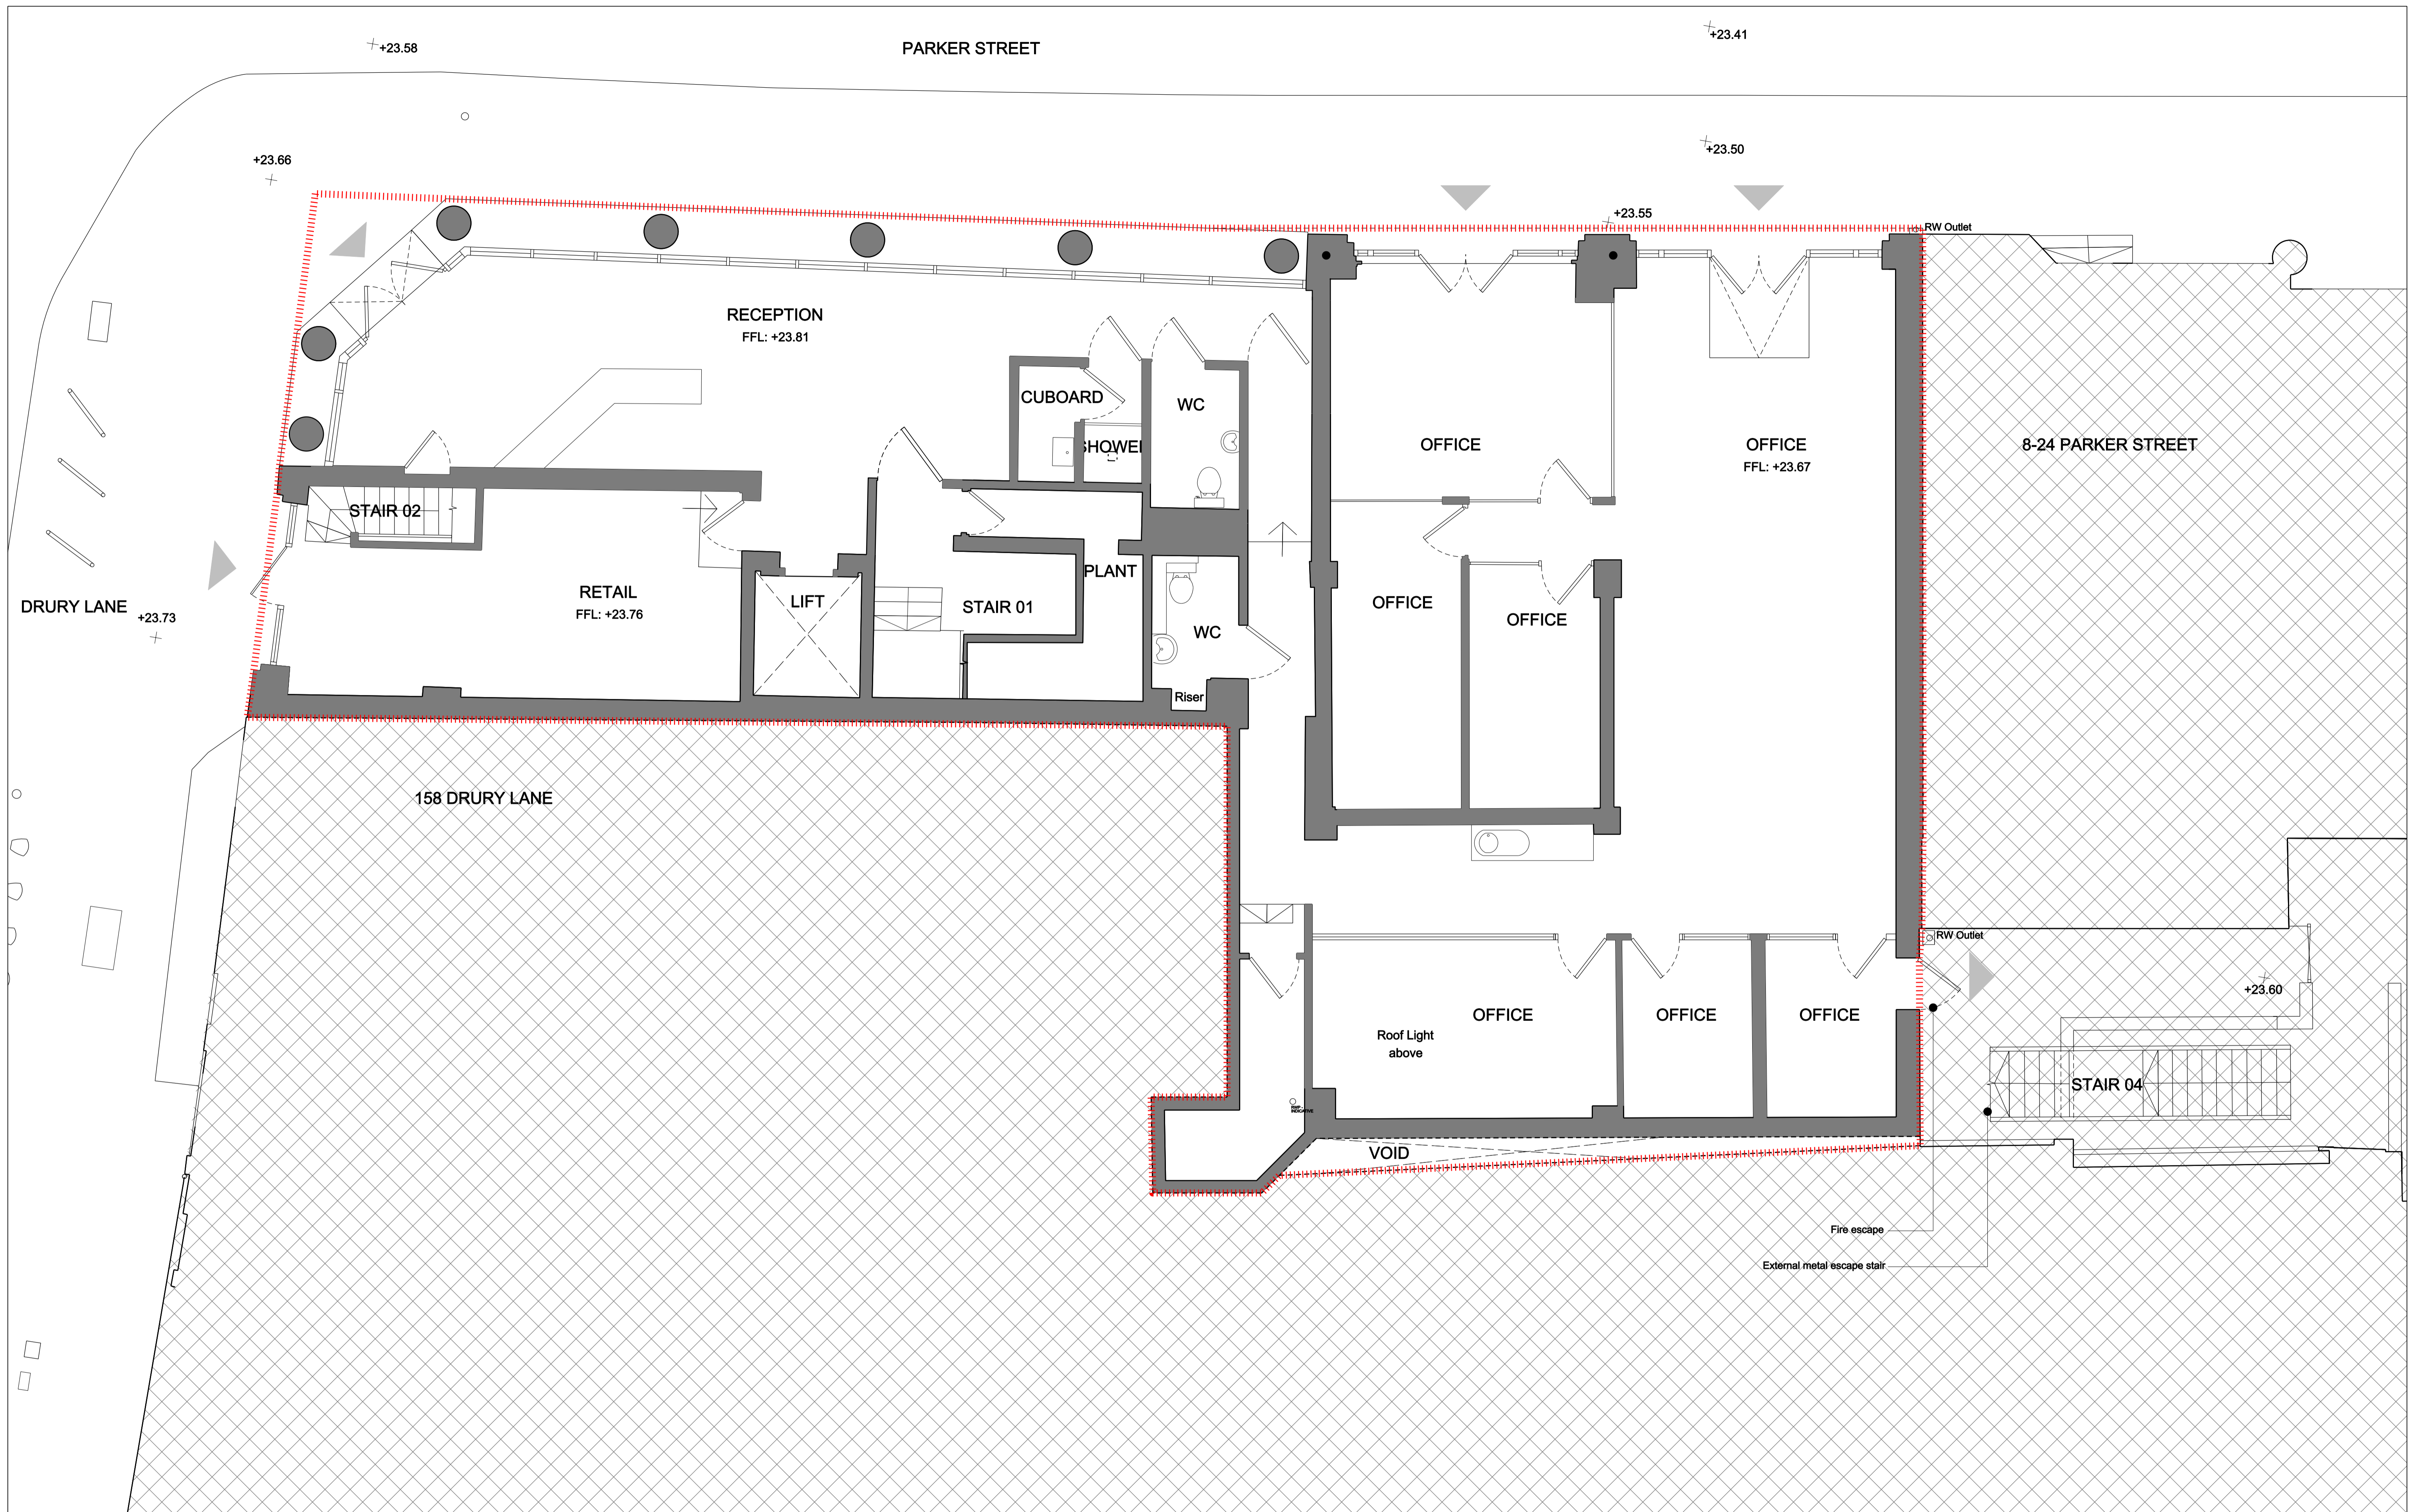 +23.58
PARKER STREET
+23.41
+23.66
+23.50
+23.55
RW Outlet
RECEPTION
FFL: +23.81
CUBOARD
WC
SHOWER
OFFICE
OFFICE
FFL: +23.67
8-24 PARKER STREET
STAIR 02
PLANT
RETAIL
FFL: +23.76
LIFT
STAIR 01
OFFICE
OFFICE
DRURY LANE
+23.73
WC
Riser
158 DRURY LANE
RW Outlet
+23.60
OFFICE
OFFICE
OFFICE
Roof Light
above
STAIR 04
RWP
INDICATIVE
VOID
Fire escape
External metal escape stair